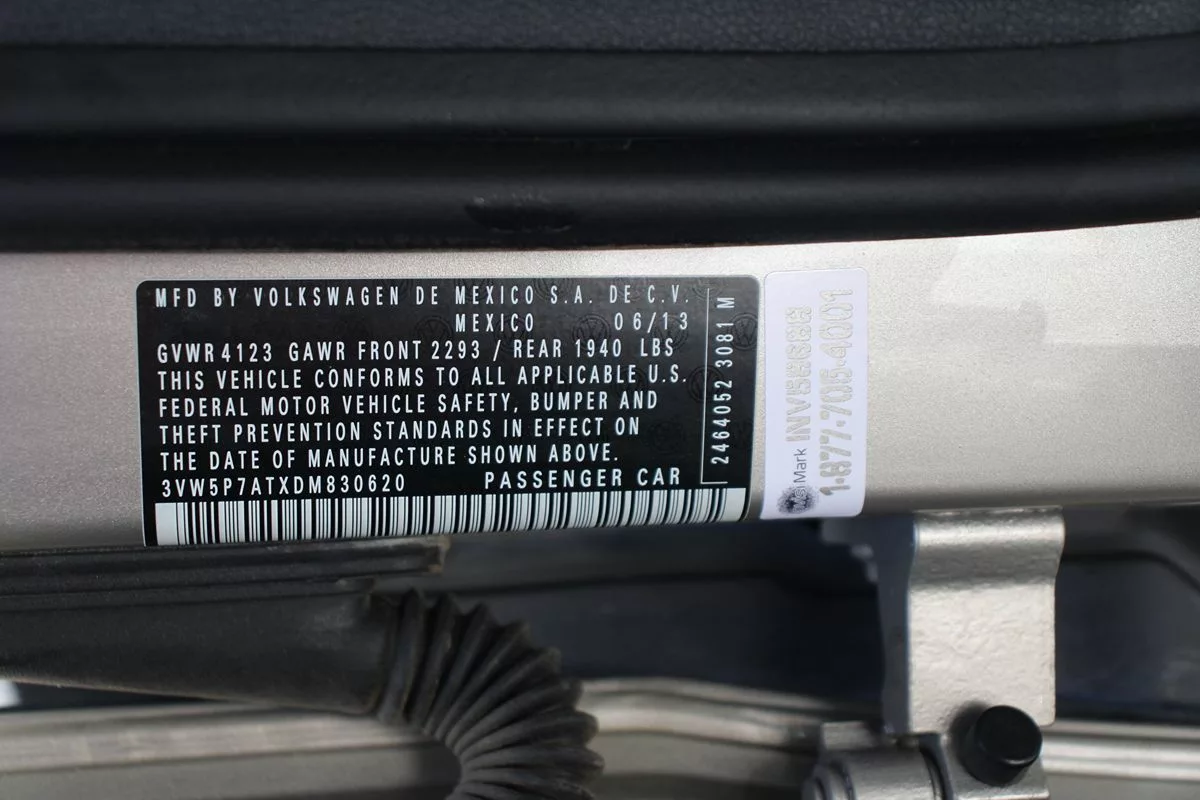 MFD BY VOLKSWAGEN DE MEXICO S.A. DE C.V.
MEXICO 06/13
GVWR 4123 GAWR FRONT 2293 / REAR 1940 LBS
THIS VEHICLE CONFORMS TO ALL APPLICABLE U.S.
FEDERAL MOTOR VEHICLE SAFETY, BUMPER AND
THEFT PREVENTION STANDARDS IN EFFECT ON
THE DATE OF MANUFACTURE SHOWN ABOVE.
3VW5P7ATXDM830620 PASSENGER CAR
2464052 3081 M
Mark
1-877-705-4001